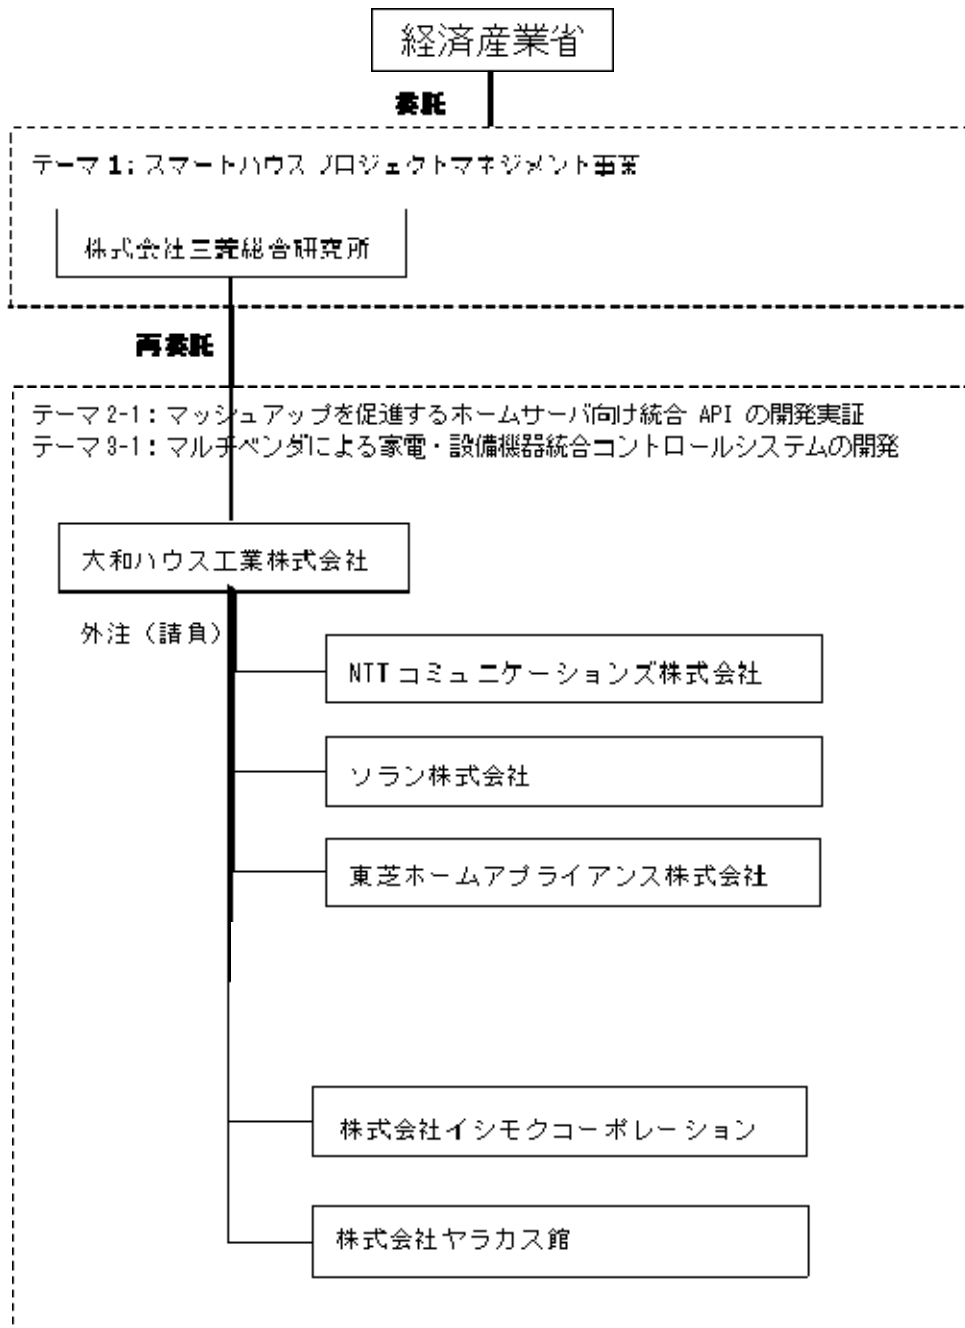 経済産業省
委託
テーマ 1: スマートハウスプロジェクトマネジメント事業
株式会社三菱総合研究所
再委託
テーマ 2-1：マッシュアップを促進するホームサーバ向け統合 API の開発実証
テーマ 3-1：マルチベンダによる家電・設備機器統合コントロールシステムの開発
大和ハウス工業株式会社
外注（請負）
NTT コミュニケーションズ株式会社
ソラン株式会社
東芝ホームアプライアンス株式会社
株式会社イシモクコーポレーション
株式会社ヤラカス館